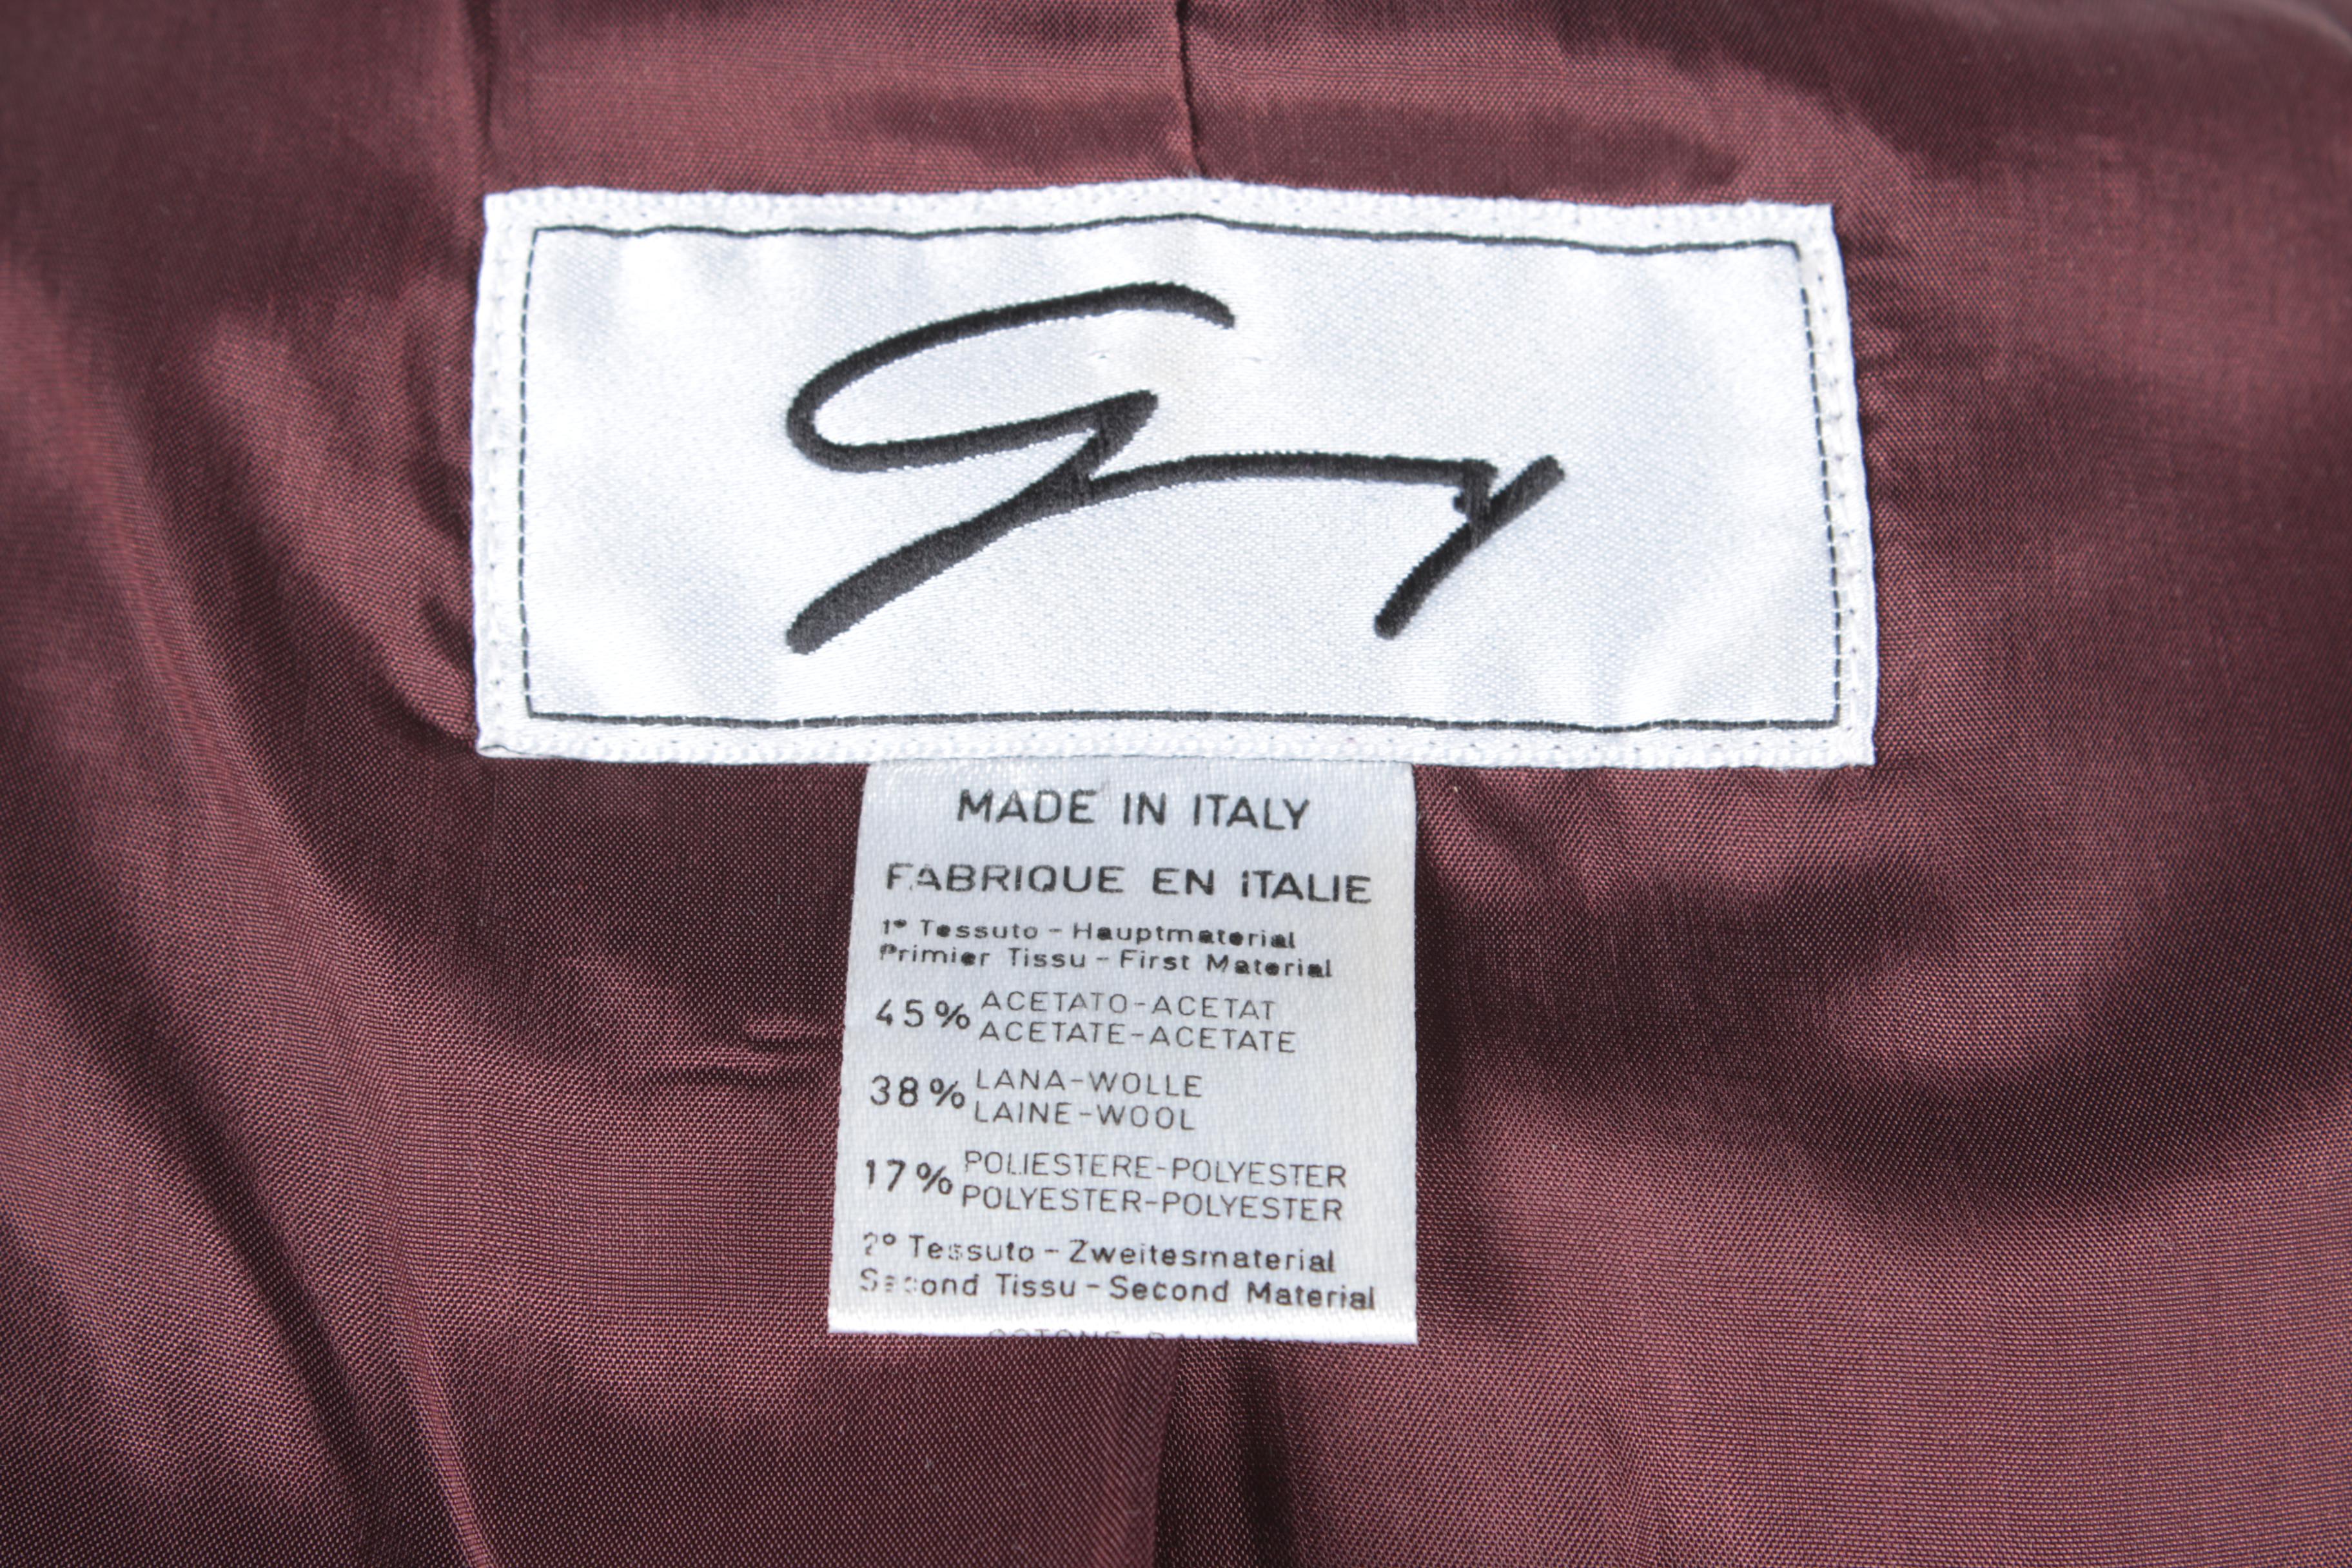 MADE IN ITALY
FABRIQUE EN ITALIE
1° Tessuto - Hauptmaterial
Primier Tissu - First Material
45% ACETATO-ACETAT
ACETATE-ACETATE
38% LANA-WOLLE
LAINE-WOOL
17% POLIESTERE-POLYESTER
POLYESTER-POLYESTER
2° Tessuto - Zweitesmaterial
Second Tissu - Second Material